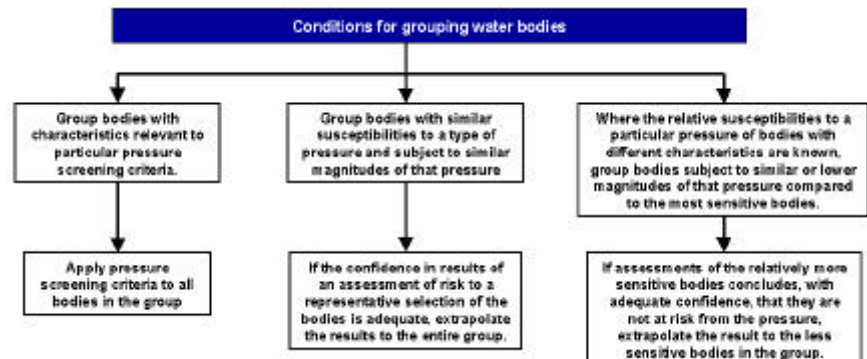 Conditions for grouping water bodies
Group bodies with
characteristics relevant to
particular pressure
screening criteria.
Group bodies with similar
susceptibilities to a type of
pressure and subject to similar
magnitudes of that pressure
Where the relative susceptibilities to a
particular pressure of bodies with
different characteristics are known,
group bodies subject to similar or lower
magnitudes of that pressure compared
to the most sensitive bodies.
Apply pressure
screening criteria to all
bodies in the group
If the confidence in results of
an assessment of risk to a
representative selection of the
bodies is adequate, extrapolate
the results to the entire group.
If assessments of the relatively more
sensitive bodies concludes, with
adequate confidence, that they are
not at risk from the pressure,
extrapolate the result to the less
sensitive bodies in the group.